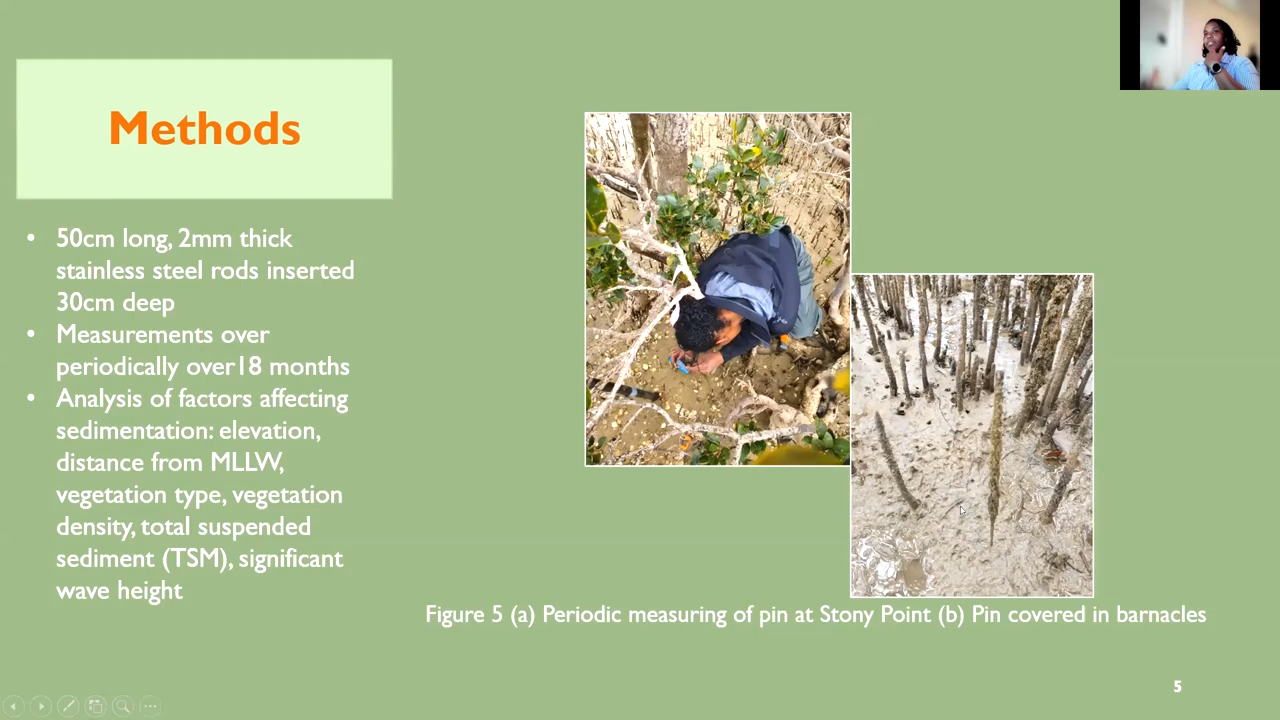 Methods
• 50cm long, 2mm thick
stainless steel rods inserted
30cm deep
• Measurements over
periodically over18 months
• Analysis of factors affecting
sedimentation: elevation,
distance from MLLW,
vegetation type, vegetation
density, total suspended
sediment (TSM), significant
wave height
Figure 5 (a) Periodic measuring of pin at Stony Point (b) Pin covered in barnacles
5